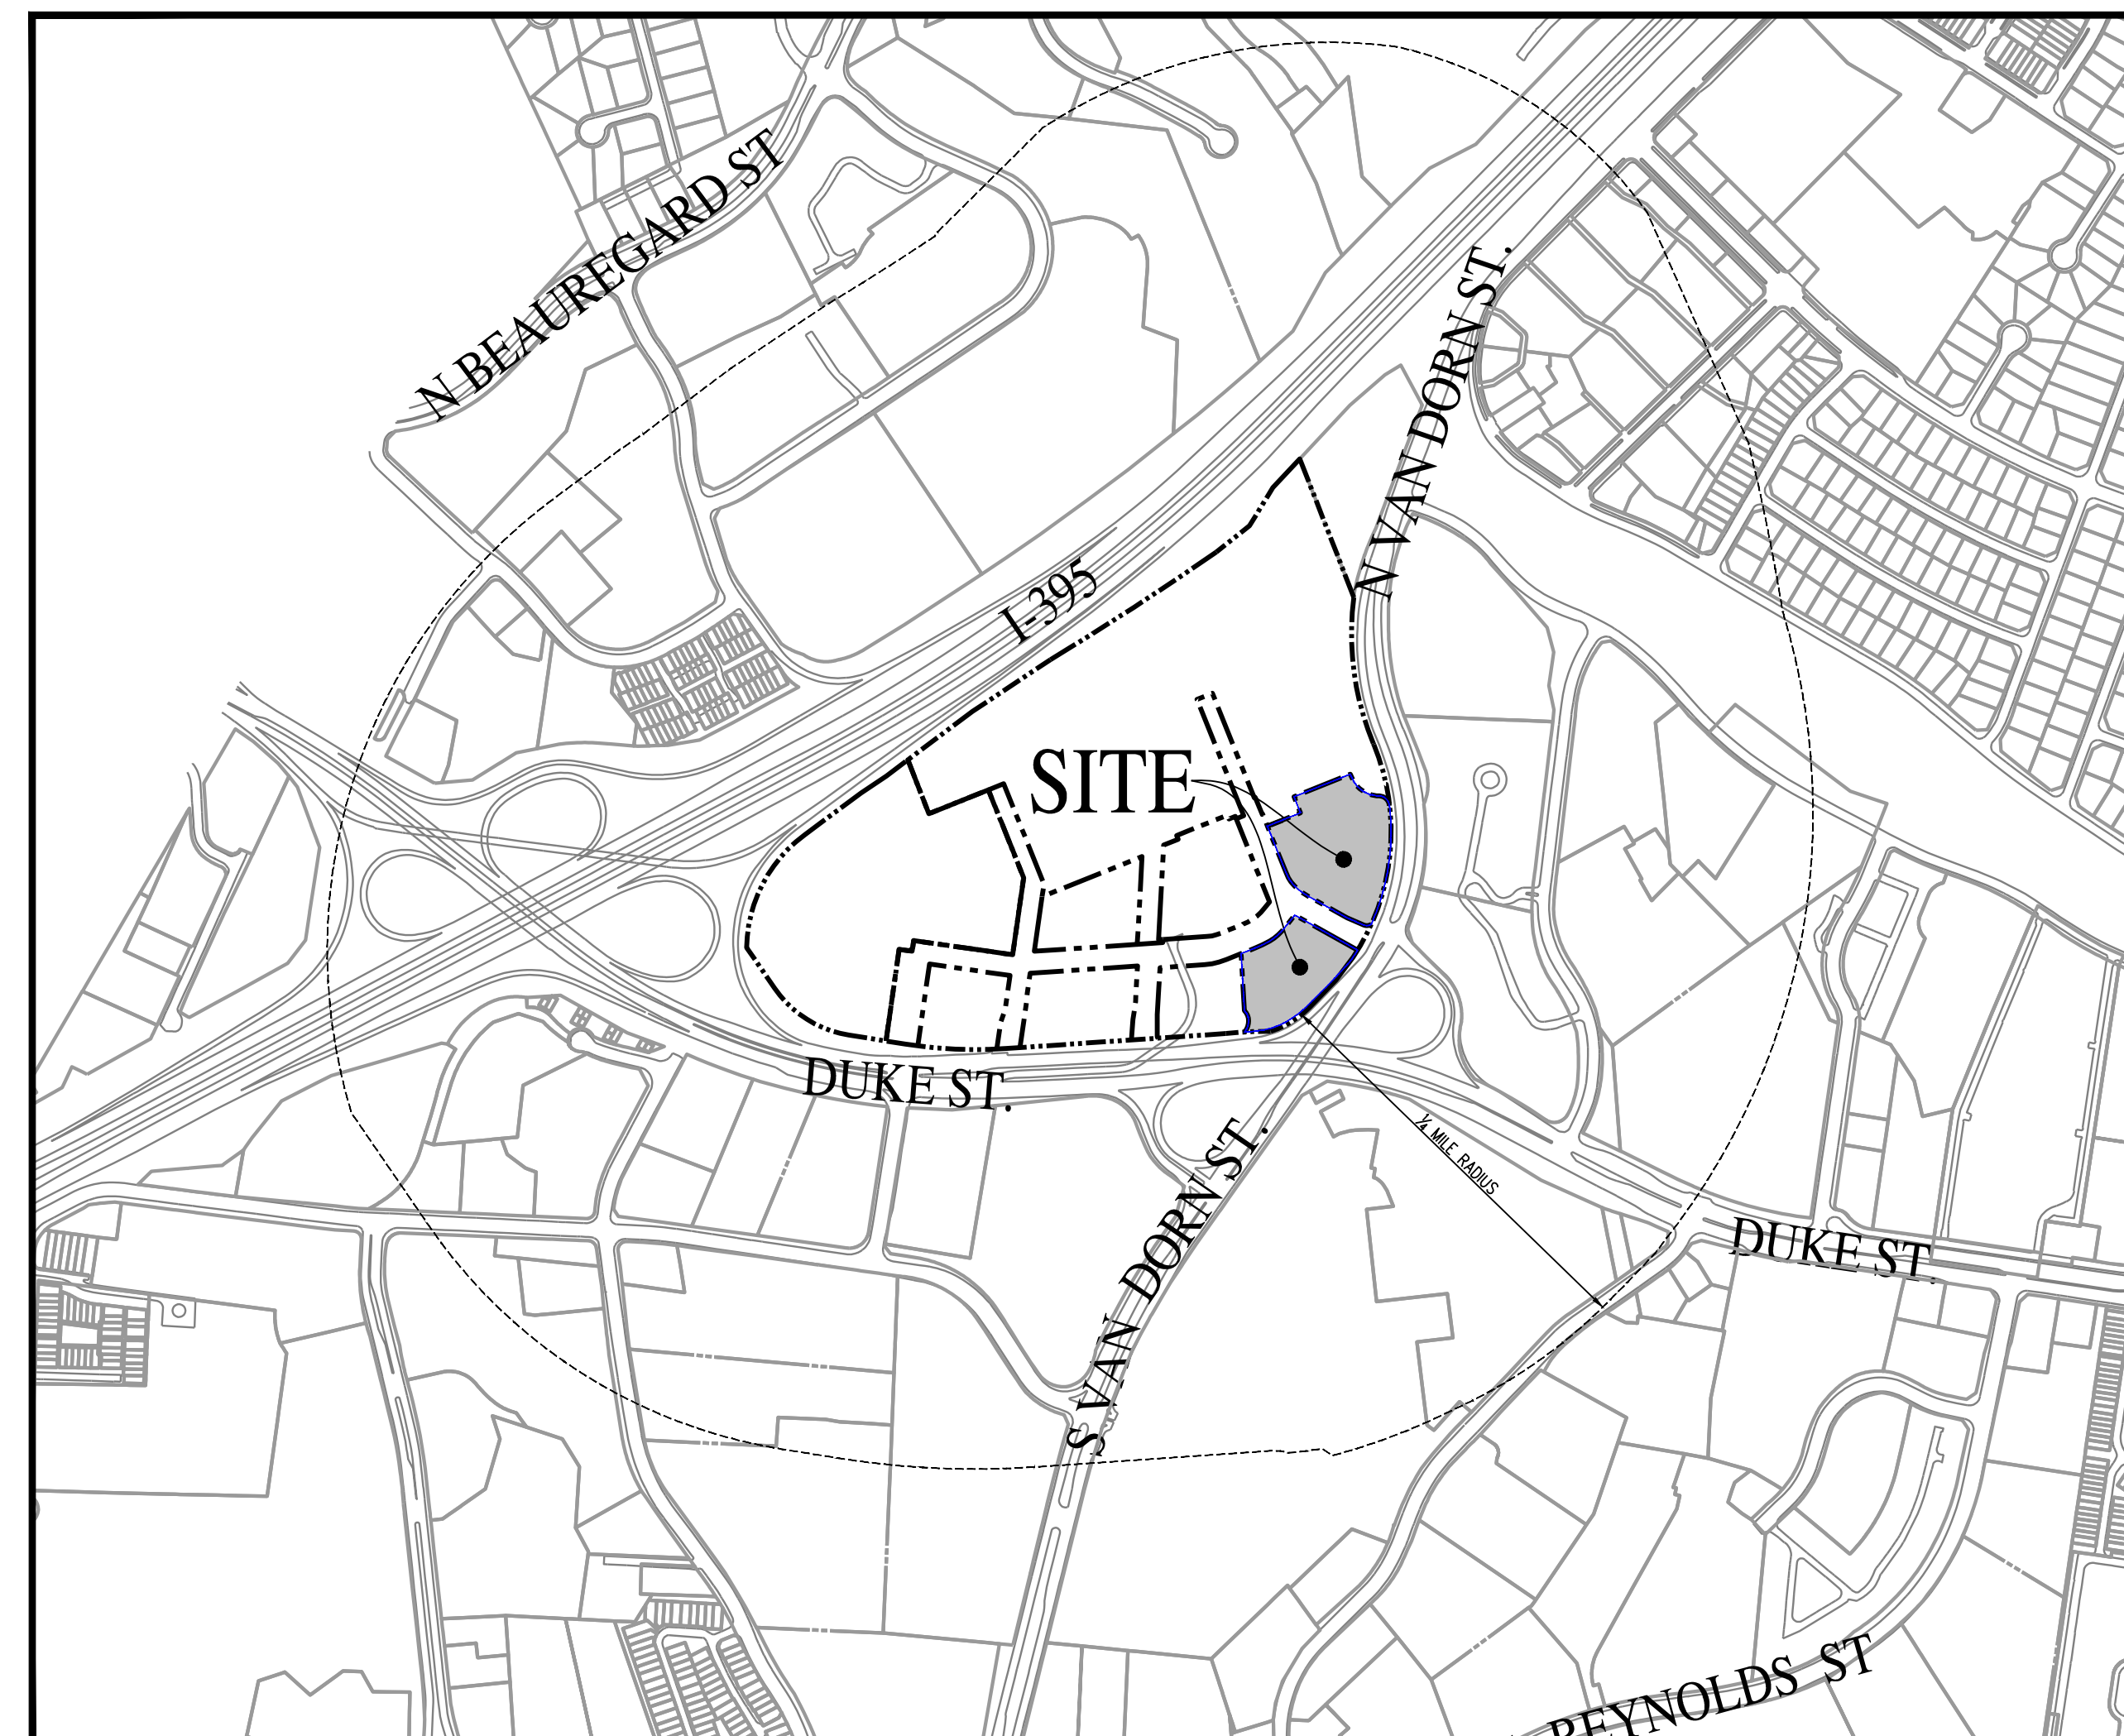 N BEAUREGARD ST
N VAN DORN ST.
I-395
SITE
DUKE ST.
¼ MILE RADIUS
S VAN DORN ST.
DUKE ST.
REYNOLDS ST